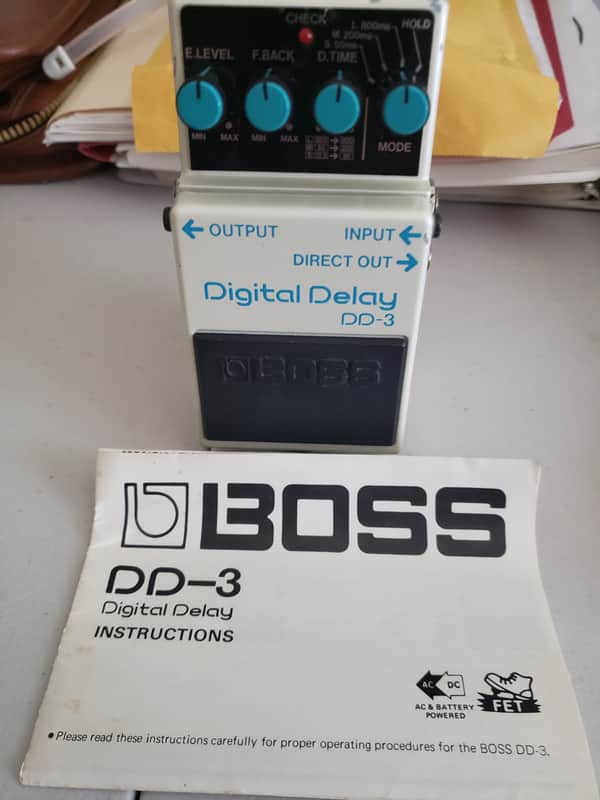 CHECK
HOLD
L. 800ms
M. 200ms
S. 50ms
E.LEVEL F.BACK D.TIME
MIN MAX MIN MAX
MODE
OUTPUT INPUT
DIRECT OUT
Digital Delay
DD-3
BOSS
BOSS
DD-3
Digital Delay
INSTRUCTIONS
AC DC
AC & BATTERY
POWERED
FET
• Please read these instructions carefully for proper operating procedures for the BOSS DD-3.